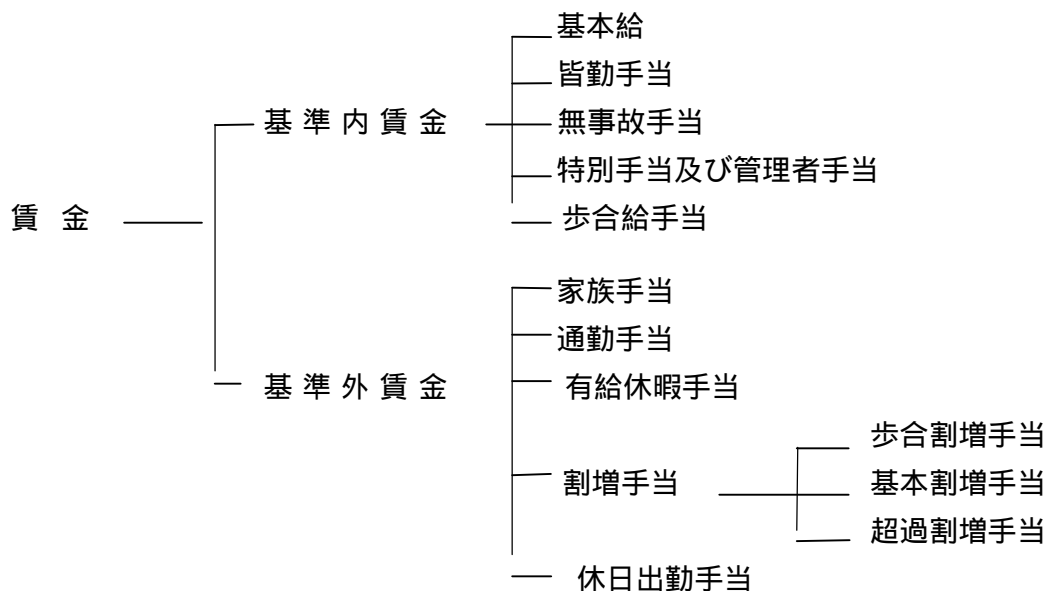 基本給
皆勤手当
基準内賃金
無事故手当
特別手当及び管理者手当
賃金
歩合給手当
家族手当
通勤手当
基準外賃金
有給休暇手当
歩合割増手当
割増手当
基本割増手当
超過割増手当
休日出勤手当